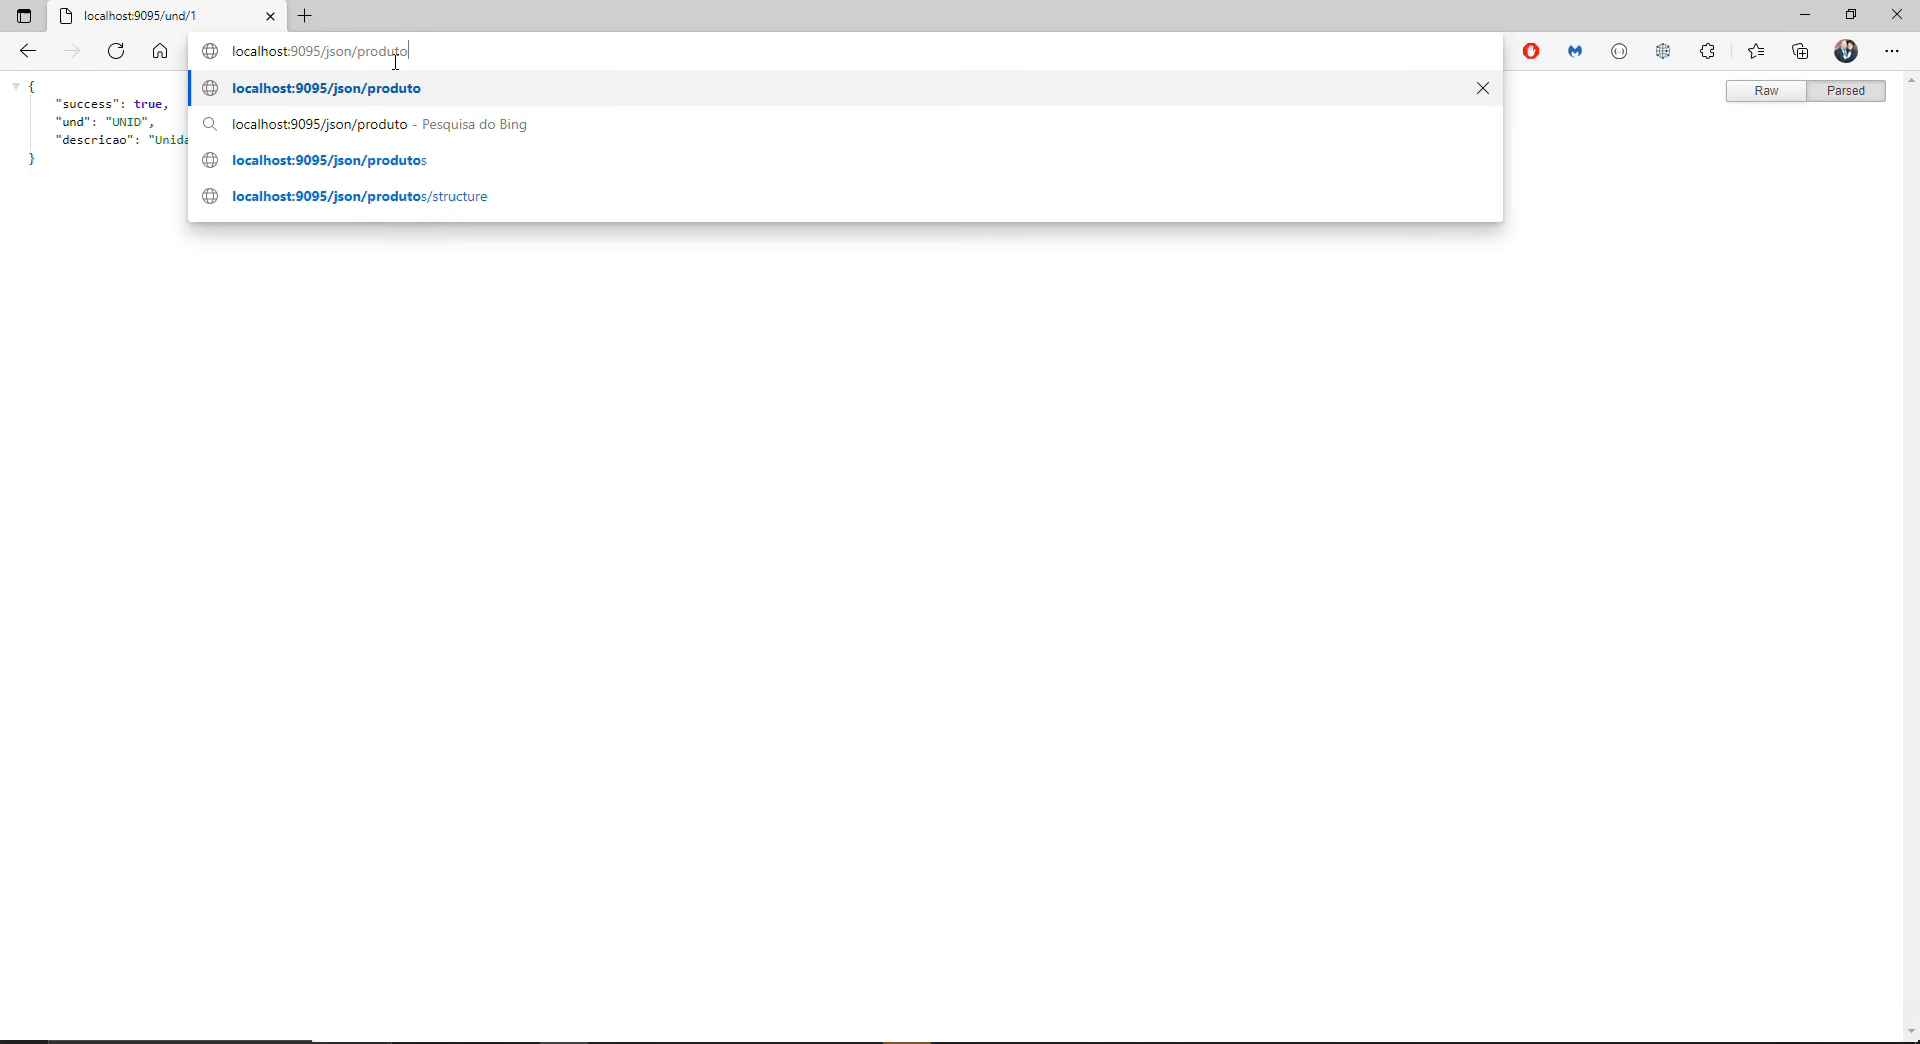 localhost:9095/und/1
localhost:9095/json/produto
localhost:9095/json/produto
localhost:9095/json/produto - Pesquisa do Bing
localhost:9095/json/produtos
localhost:9095/json/produtos/structure
Raw
Parsed
{
"success": true,
"und": "UNID",
"descricao": "Unida
}